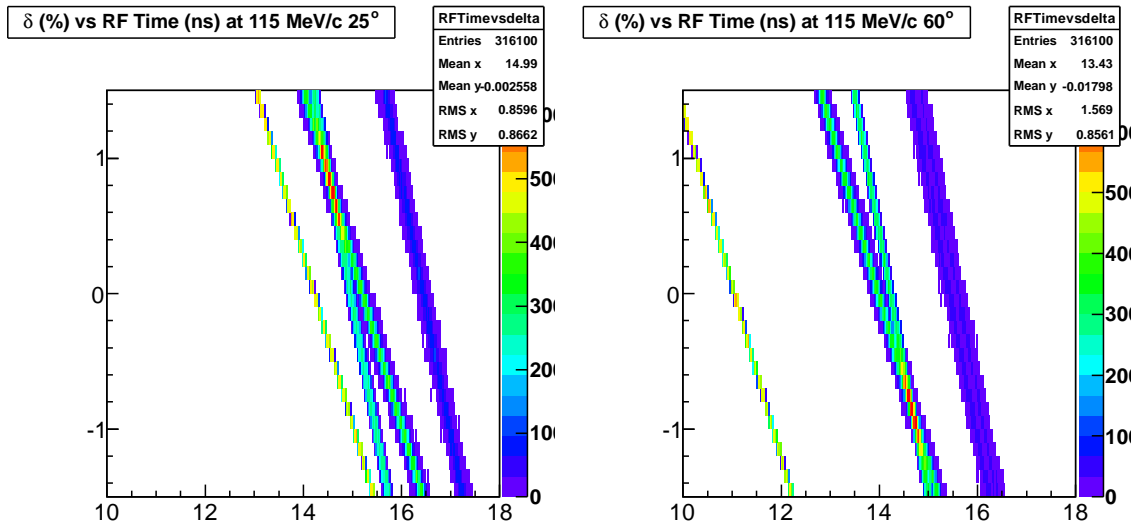 δ (%) vs RF Time (ns) at 115 MeV/c 25°
RFTimevsdelta
Entries 316100
Mean x 14.99
Mean y-0.002558
RMS x 0.8596
RMS y 0.8662
1
0
-1
10 12 14 16 18
500
400
300
200
100
0
δ (%) vs RF Time (ns) at 115 MeV/c 60°
RFTimevsdelta
Entries 316100
Mean x 13.43
Mean y -0.01798
RMS x 1.569
RMS y 0.8561
1
0
-1
10 12 14 16 18
500
400
300
200
100
0